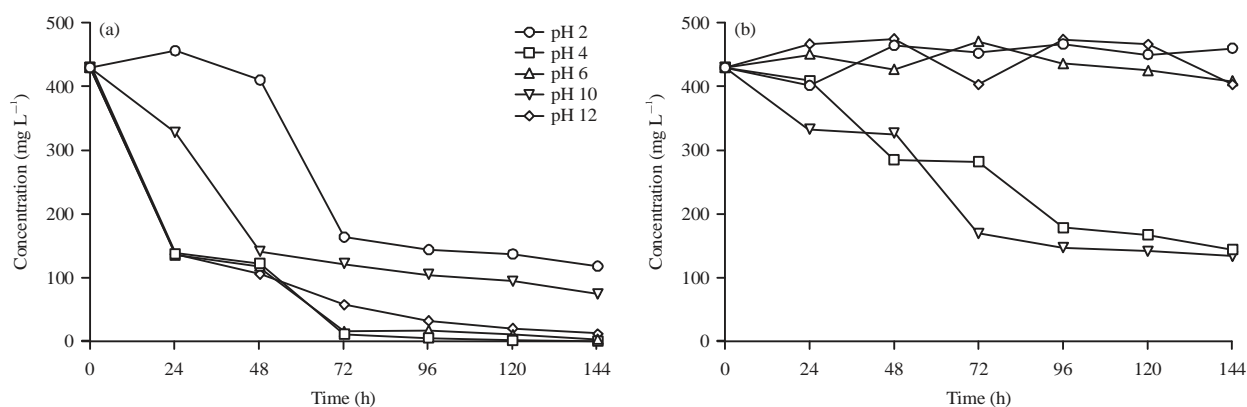 500
(a)
400
300
200
100
0
Concentration (mg L⁻¹)
pH 2
pH 4
pH 6
pH 10
pH 12
0 24 48 72 96 120 144
Time (h)
500
(b)
400
300
200
100
0
Concentration (mg L⁻¹)
0 24 48 72 96 120 144
Time (h)